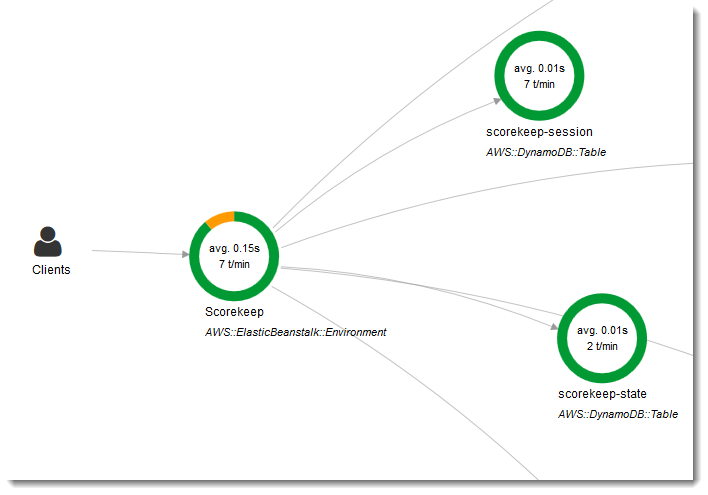 avg. 0.01s
7 t/min
scorekeep-session
AWS::DynamoDB::Table
Clients
avg. 0.15s
7 t/min
Scorekeep
AWS::ElasticBeanstalk::Environment
avg. 0.01s
2 t/min
scorekeep-state
AWS::DynamoDB::Table